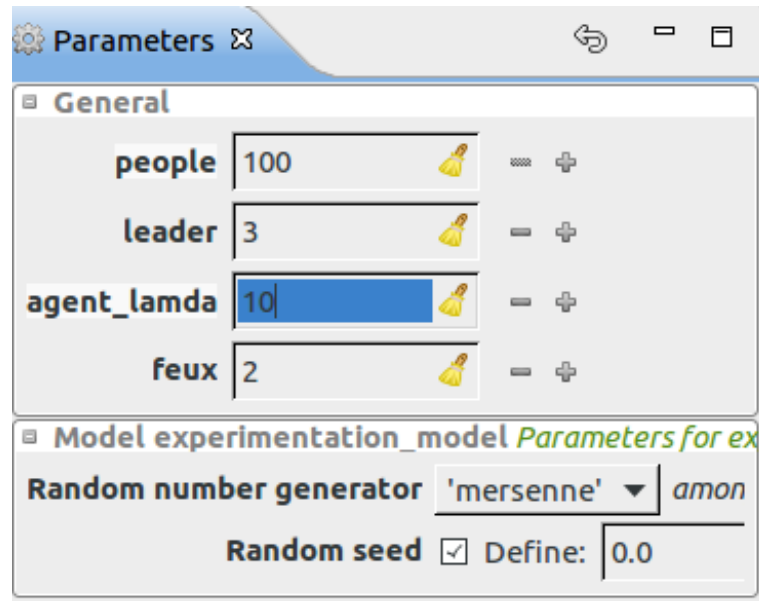 Parameters
General
people 100
leader 3
agent_lamda 10
feux 2
Model experimentation_model Parameters for ex
Random number generator 'mersenne' amon
Random seed Define: 0.0